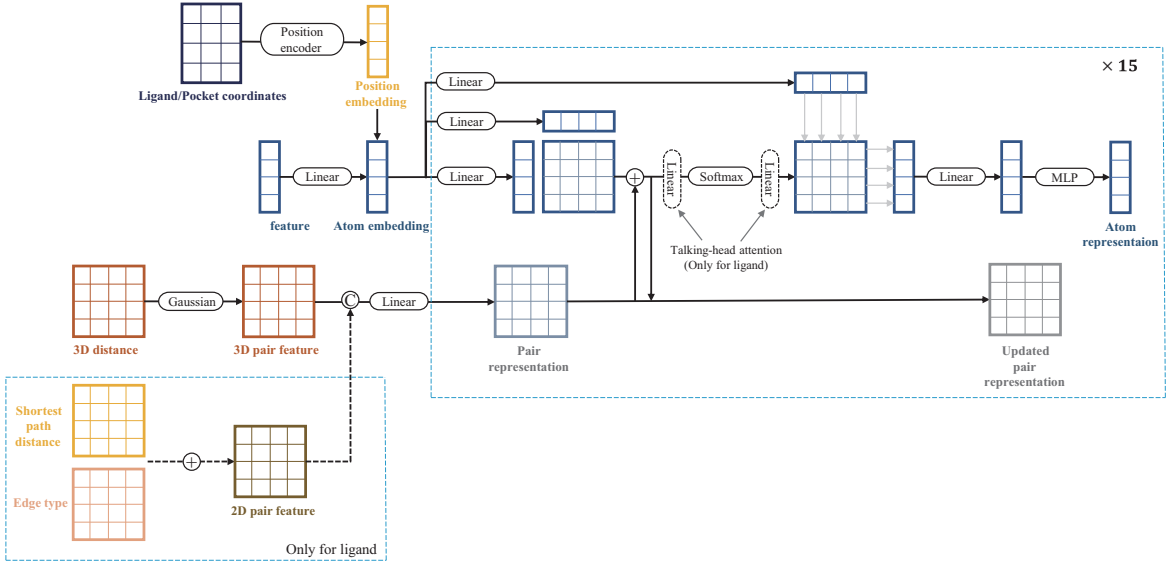 Position
encoder
Ligand/Pocket coordinates
Position
embedding
× 15
Linear
Linear
Linear
Linear
Linear
Softmax
Linear
Linear
MLP
feature
Atom embedding
Talking-head attention
(Only for ligand)
Atom
representaion
Gaussian
C
Linear
3D distance
3D pair feature
Pair
representation
Updated
pair
representation
Shortest
path
distance
Edge type
2D pair feature
Only for ligand